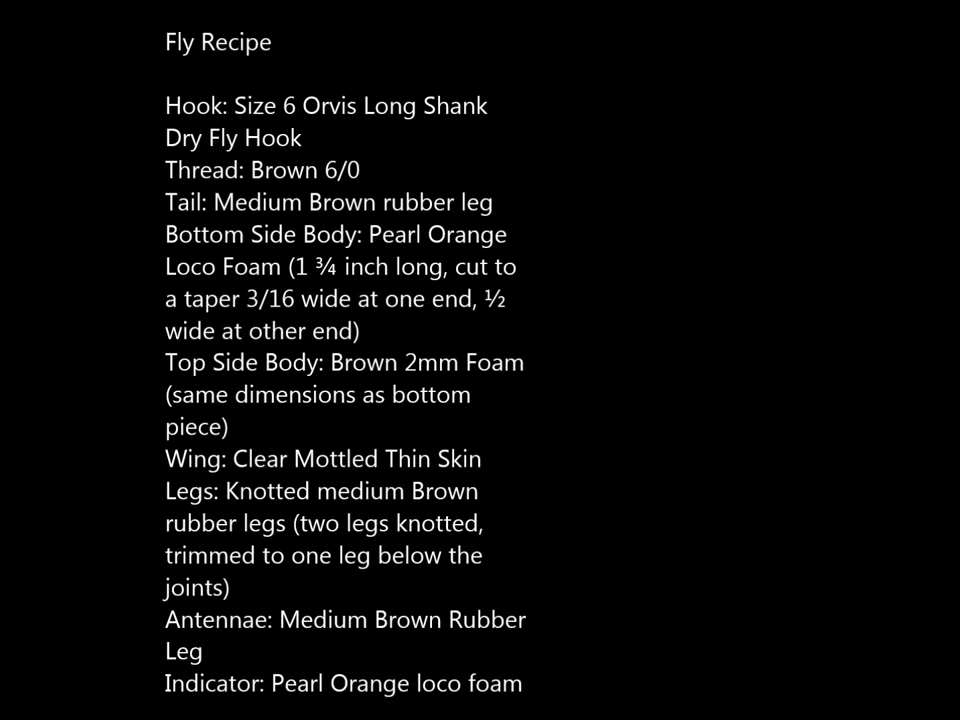 Fly Recipe
Hook: Size 6 Orvis Long Shank
Dry Fly Hook
Thread: Brown 6/0
Tail: Medium Brown rubber leg
Bottom Side Body: Pearl Orange
Loco Foam (1 ¾ inch long, cut to
a taper 3/16 wide at one end, ½
wide at other end)
Top Side Body: Brown 2mm Foam
(same dimensions as bottom
piece)
Wing: Clear Mottled Thin Skin
Legs: Knotted medium Brown
rubber legs (two legs knotted,
trimmed to one leg below the
joints)
Antennae: Medium Brown Rubber
Leg
Indicator: Pearl Orange loco foam